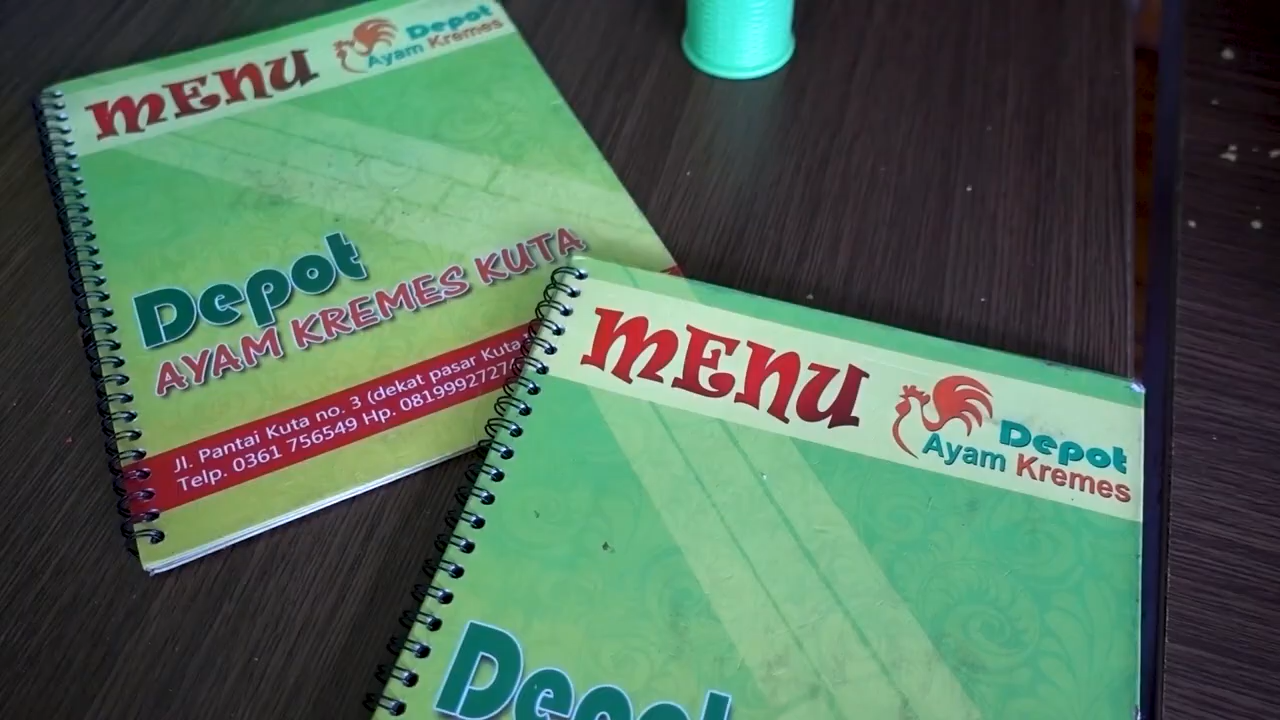 MENU
Depot
Ayam Kremes
Depot
AYAM KREMES KUTA
Jl. Pantai Kuta no. 3 (dekat pasar Kuta
Telp. 0361 756549 Hp.
MENU
Depot
Ayam Kremes
Depot